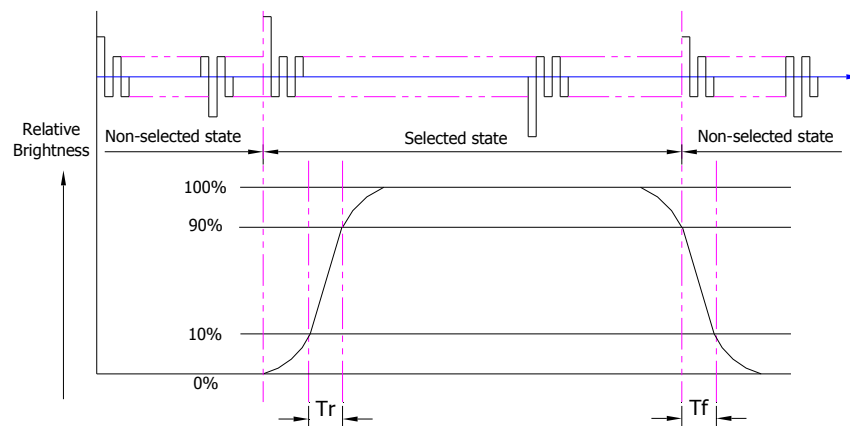 Relative
Brightness
Non-selected state
Selected state
Non-selected state
100%
90%
10%
0%
Tr
Tf